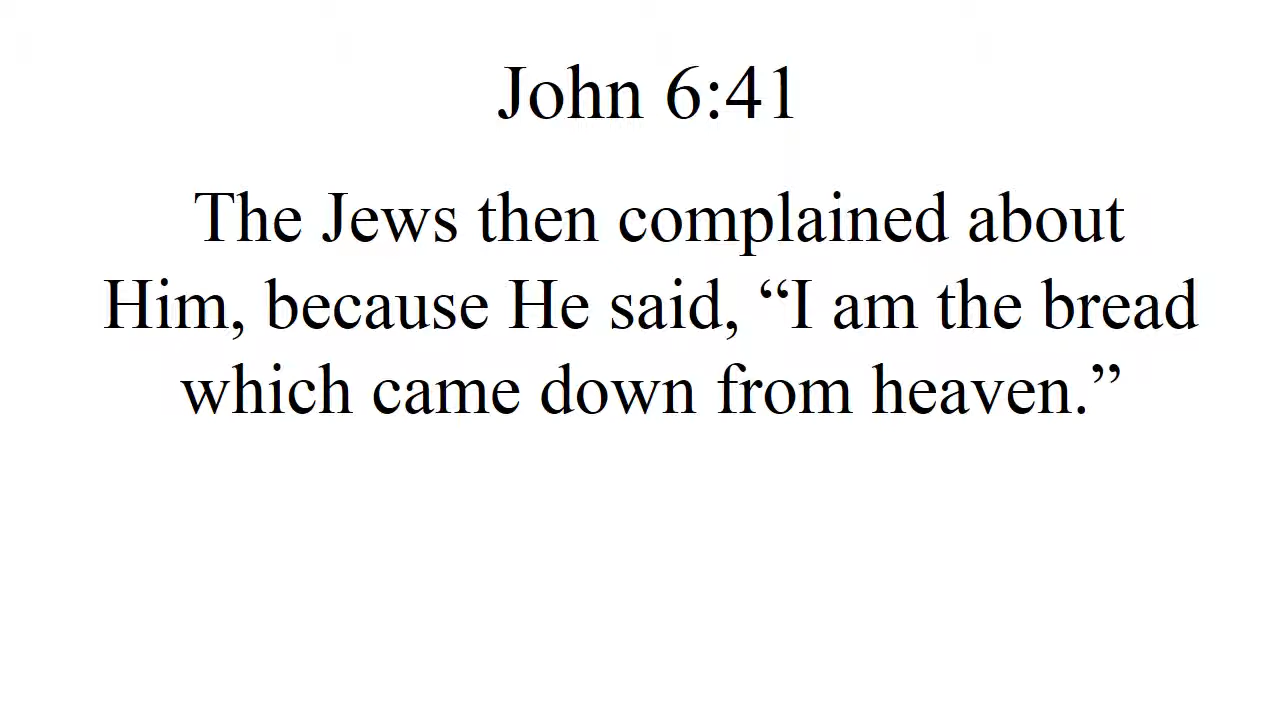 John 6:41
The Jews then complained about
Him, because He said, “I am the bread
which came down from heaven.”